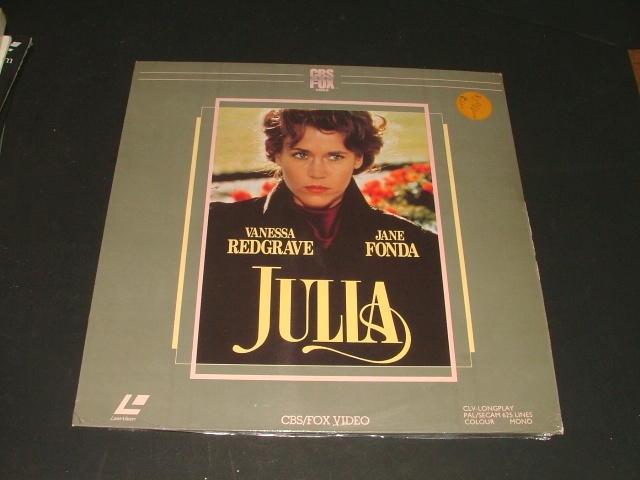 CBS
FOX
VIDEO
VANESSA
REDGRAVE
JANE
FONDA
JULIA
LaserVision
CBS/FOX VIDEO
CLV-LONGPLAY
PAL/SECAM 625 LINES
COLOUR MONO